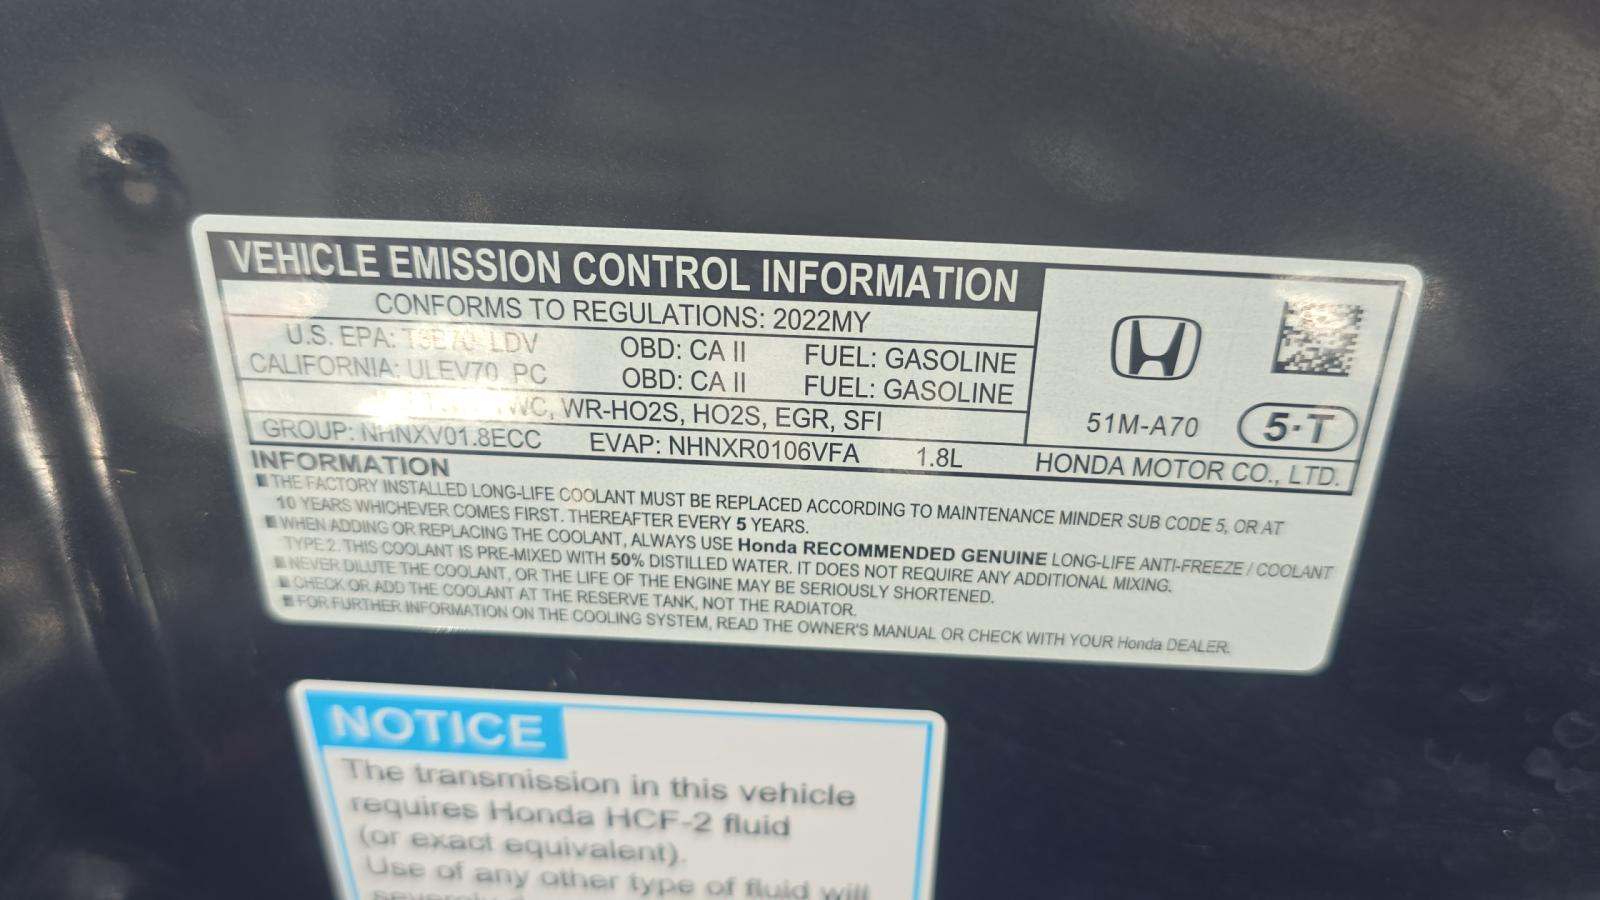 VEHICLE EMISSION CONTROL INFORMATION
CONFORMS TO REGULATIONS: 2022MY
U.S. EPA: T3B70 LDV OBD: CA II FUEL: GASOLINE
CALIFORNIA: ULEV70 PC OBD: CA II FUEL: GASOLINE
WR-HO2S, HO2S, EGR, SFI
GROUP: NHNXV01.8ECC EVAP: NHNXR0106VFA 1.8L
51M-A70 5·T
HONDA MOTOR CO., LTD.
INFORMATION
■ THE FACTORY INSTALLED LONG-LIFE COOLANT MUST BE REPLACED ACCORDING TO MAINTENANCE MINDER SUB CODE 5, OR AT
10 YEARS WHICHEVER COMES FIRST. THEREAFTER EVERY 5 YEARS.
■ WHEN ADDING OR REPLACING THE COOLANT, ALWAYS USE Honda RECOMMENDED GENUINE LONG-LIFE ANTI-FREEZE / COOLANT
TYPE 2. THIS COOLANT IS PRE-MIXED WITH 50% DISTILLED WATER. IT DOES NOT REQUIRE ANY ADDITIONAL MIXING.
■ NEVER DILUTE THE COOLANT, OR THE LIFE OF THE ENGINE MAY BE SERIOUSLY SHORTENED.
■ CHECK OR ADD THE COOLANT AT THE RESERVE TANK, NOT THE RADIATOR.
■ FOR FURTHER INFORMATION ON THE COOLING SYSTEM, READ THE OWNER'S MANUAL OR CHECK WITH YOUR Honda DEALER.
NOTICE
The transmission in this vehicle
requires Honda HCF-2 fluid
(or exact equivalent).
Use of any other type of fluid will